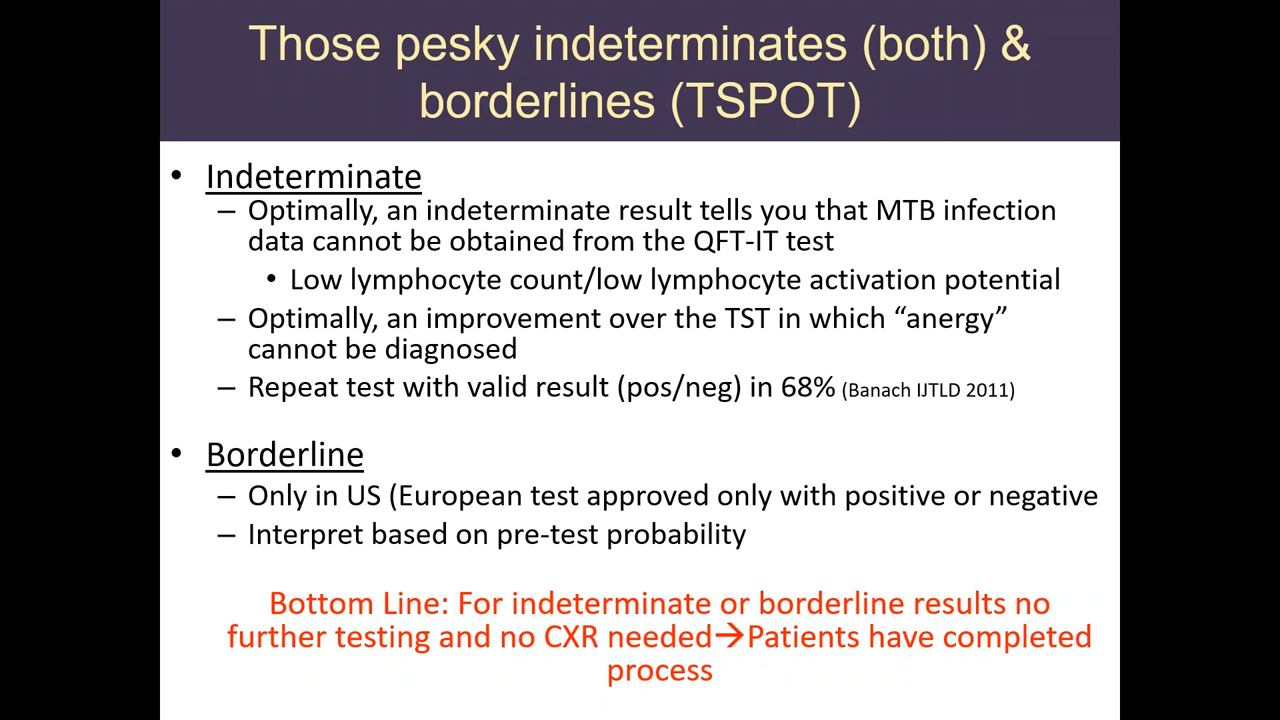 Those pesky indeterminates (both) &
borderlines (TSPOT)
• Indeterminate
– Optimally, an indeterminate result tells you that MTB infection
data cannot be obtained from the QFT-IT test
• Low lymphocyte count/low lymphocyte activation potential
– Optimally, an improvement over the TST in which “anergy”
cannot be diagnosed
– Repeat test with valid result (pos/neg) in 68% (Banach IJTLD 2011)
• Borderline
– Only in US (European test approved only with positive or negative
– Interpret based on pre-test probability
Bottom Line: For indeterminate or borderline results no
further testing and no CXR needed→Patients have completed
process